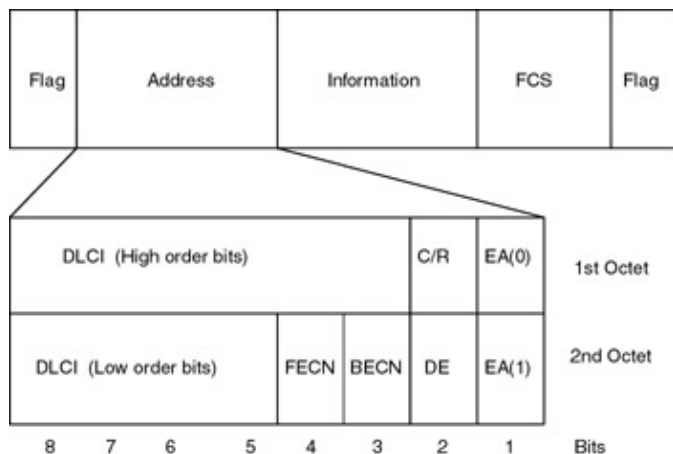 Flag Address Information FCS Flag
DLCI (High order bits) C/R EA(0) 1st Octet
DLCI (Low order bits) FECN BECN DE EA(1) 2nd Octet
8 7 6 5 4 3 2 1 Bits